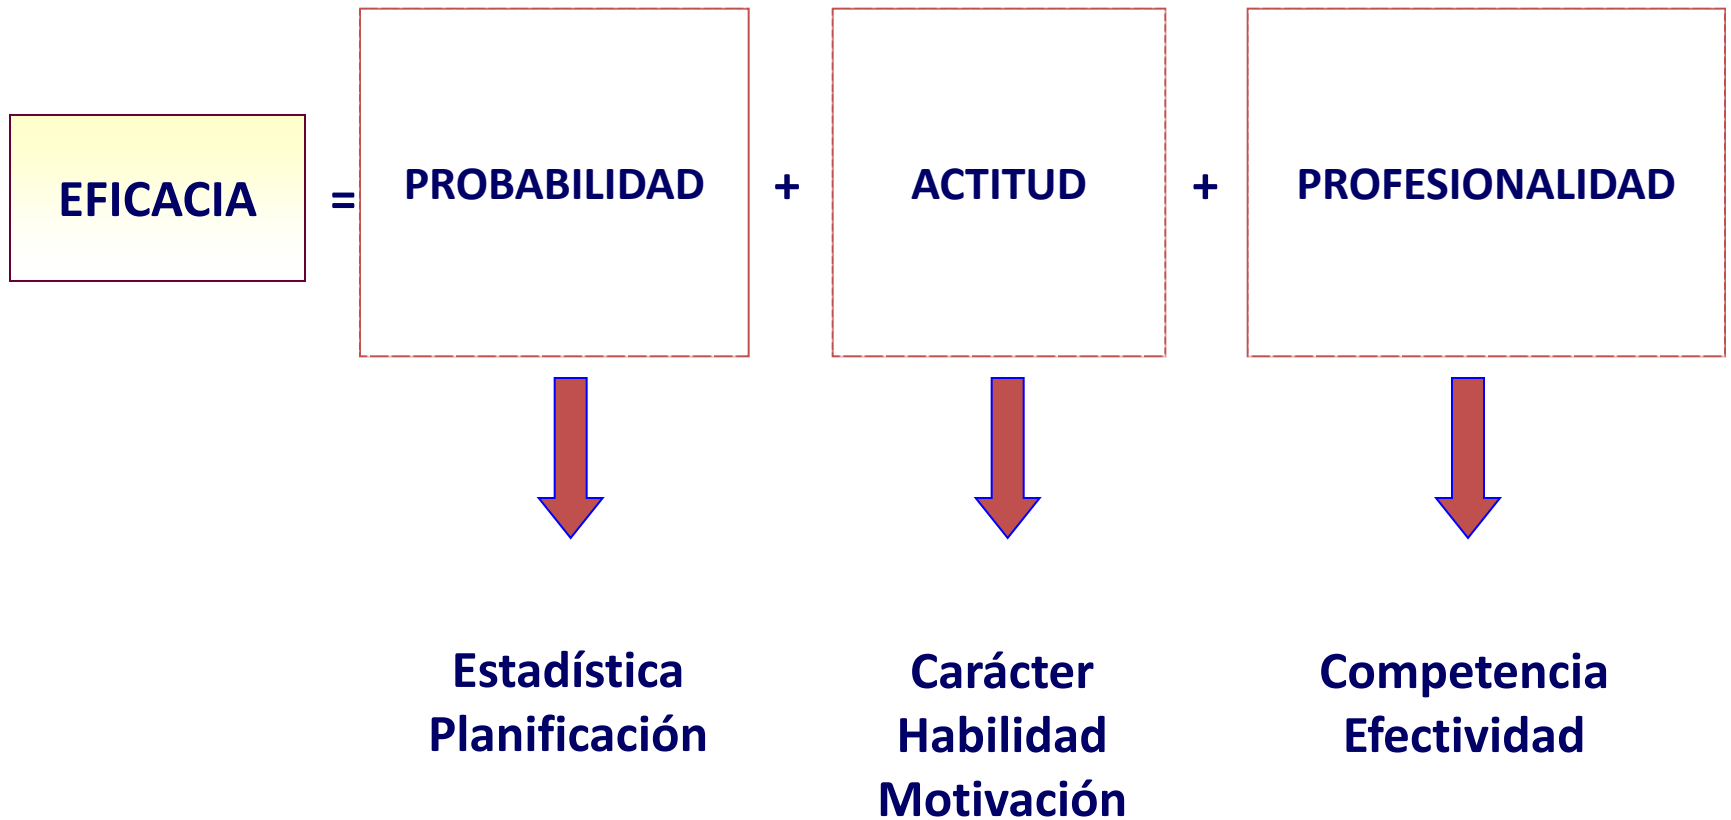 EFICACIA = PROBABILIDAD + ACTITUD + PROFESIONALIDAD
Estadística
Planificación
Carácter
Habilidad
Motivación
Competencia
Efectividad